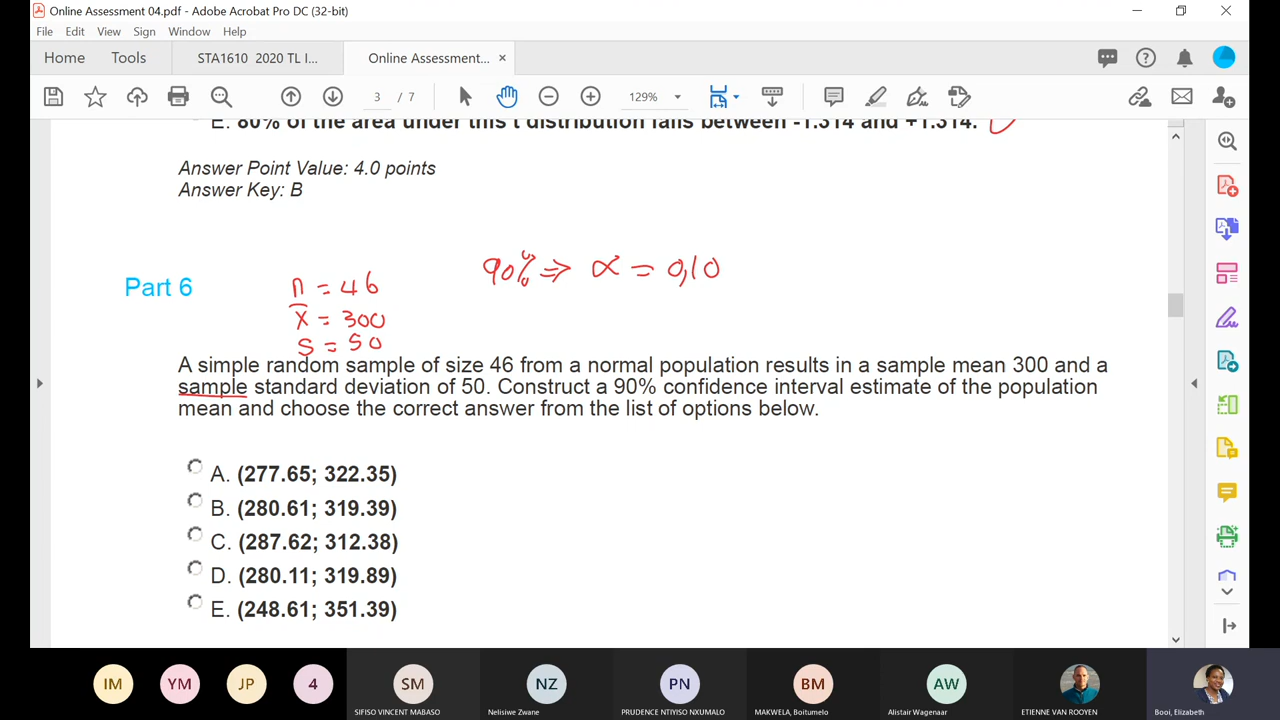 Online Assessment 04.pdf - Adobe Acrobat Pro DC (32-bit)
File Edit View Sign Window Help
Home Tools STA1610 2020 TL I... Online Assessment... ×
3 / 7 129%
E. 80% of the area under this t distribution falls between -1.314 and +1.314.
Answer Point Value: 4.0 points
Answer Key: B
90% ⇒ α = 0,10
Part 6
n = 46
x̄ = 300
s = 50
A simple random sample of size 46 from a normal population results in a sample mean 300 and a
sample standard deviation of 50. Construct a 90% confidence interval estimate of the population
mean and choose the correct answer from the list of options below.
A. (277.65; 322.35)
B. (280.61; 319.39)
C. (287.62; 312.38)
D. (280.11; 319.89)
E. (248.61; 351.39)
IM YM JP 4 SM NZ PN BM AW
SIFISO VINCENT MABASO Nelisiwe Zwane PRUDENCE NTIYISO NXUMALO MAKWELA, Boitumelo Alistair Wagenaar ETIENNE VAN ROOYEN Booi, Elizabeth